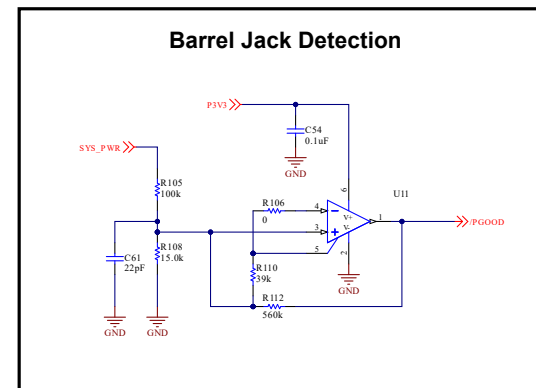 Barrel Jack Detection
P3V3
C54
0.1uF
GND
SYS_PWR
R105
100k
R106
0
4
3
5
6
V+
V-
2
1
U11
/PGOOD
C61
22pF
R108
15.0k
R110
39k
R112
560k
GND
GND
GND